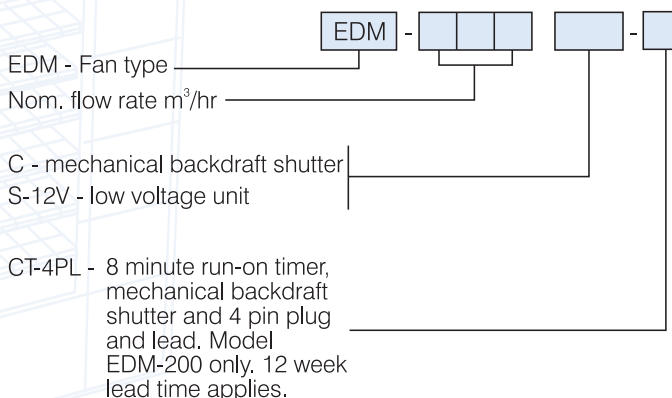 EDM - -
EDM - Fan type
Nom. flow rate m³/hr
C - mechanical backdraft shutter
S-12V - low voltage unit
CT-4PL - 8 minute run-on timer,
mechanical backdraft
shutter and 4 pin plug
and lead. Model
EDM-200 only. 12 week
lead time applies.